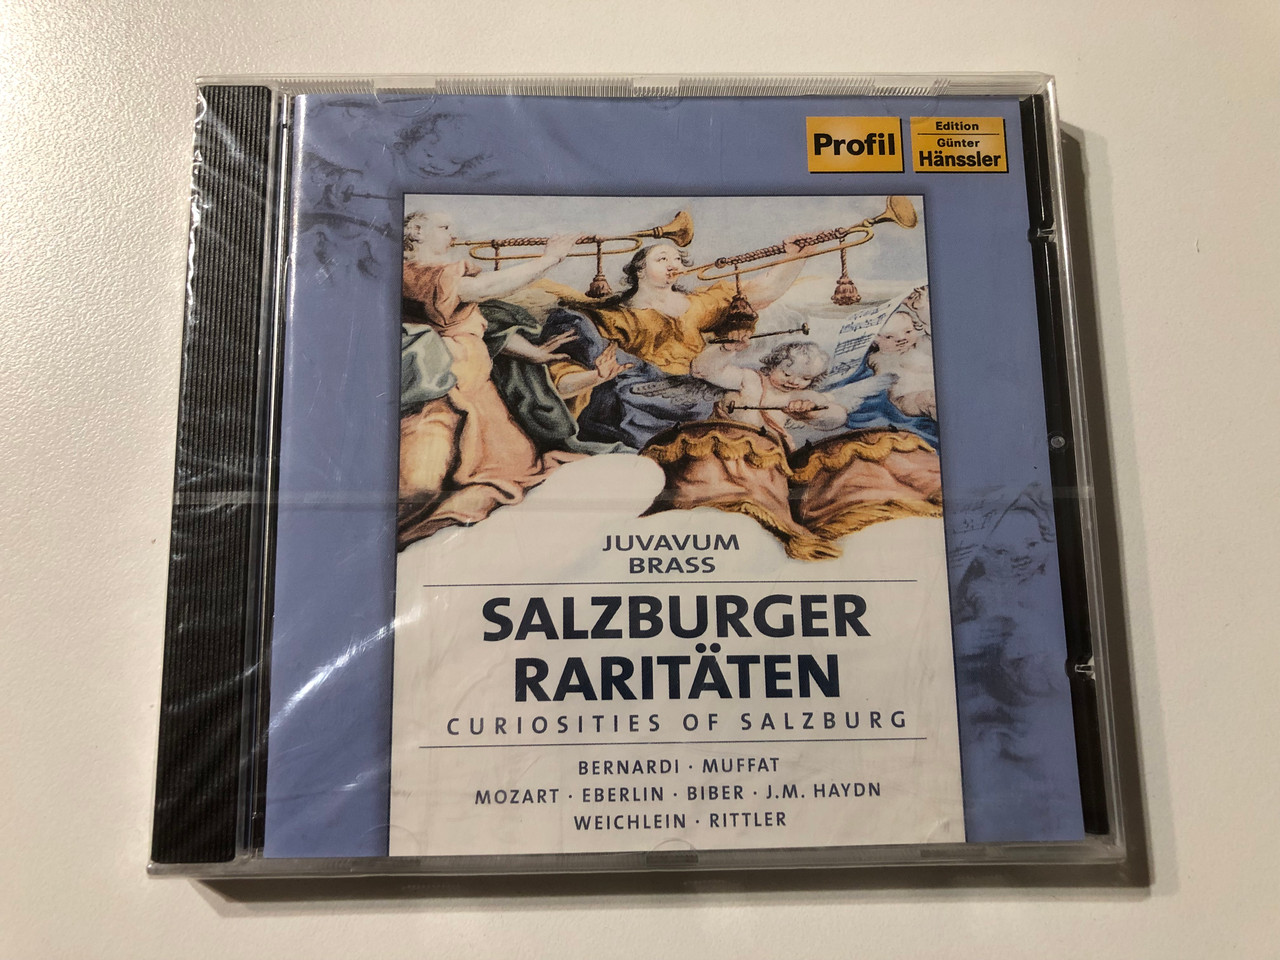 Profil
Edition
Günter
Hänssler
JUVAVUM
BRASS
SALZBURGER
RARITÄTEN
CURIOSITIES OF SALZBURG
BERNARDI · MUFFAT
MOZART · EBERLIN · BIBER · J.M. HAYDN
WEICHLEIN · RITTLER